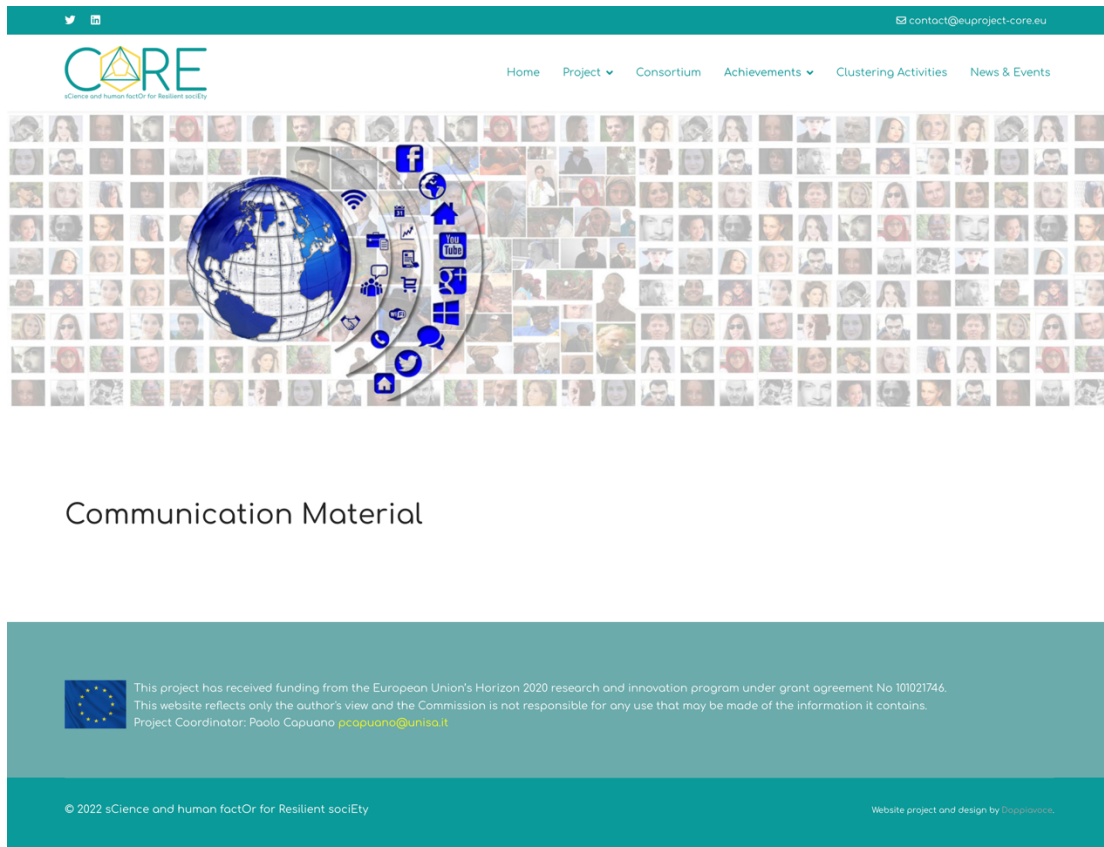 contact@euproject-core.eu
CORE
sCience and human factOr for Resilient sociEty
Home Project Consortium Achievements Clustering Activities News & Events
31
You
Tube
g+
WiFi
Communication Material
This project has received funding from the European Union's Horizon 2020 research and innovation program under grant agreement No 101021746.
This website reflects only the author's view and the Commission is not responsible for any use that may be made of the information it contains.
Project Coordinator: Paolo Capuano pcapuano@unisa.it
© 2022 sCience and human factOr for Resilient sociEty
Website project and design by Doppiavoce.